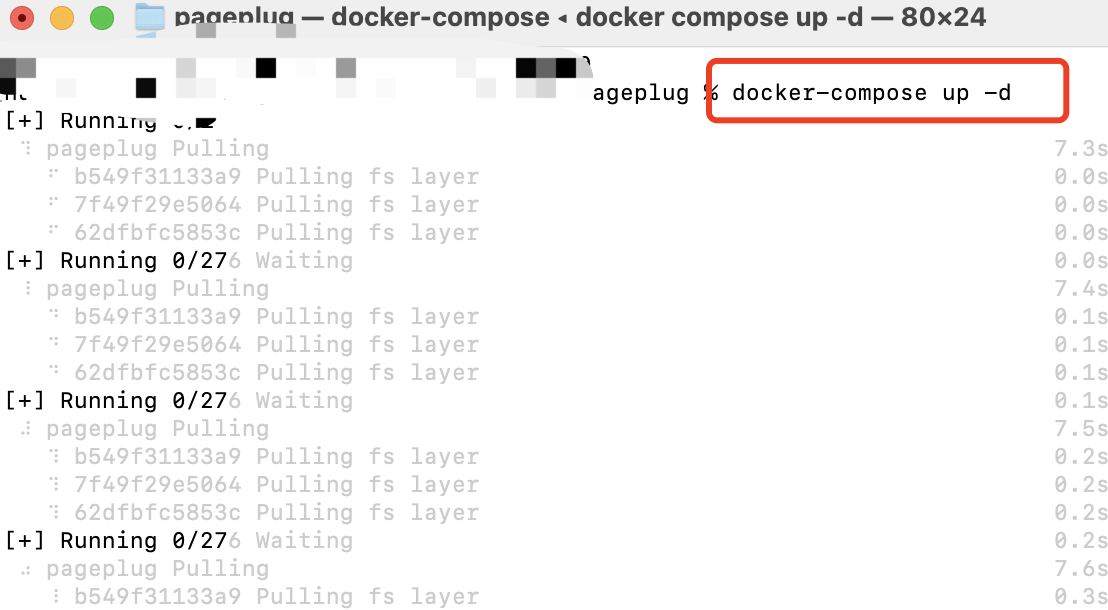 pageplug — docker-compose ◂ docker compose up -d — 80×24
ageplug % docker-compose up -d
[+] Running
⠹ pageplug Pulling 7.3s
⠋ b549f31133a9 Pulling fs layer 0.0s
⠋ 7f49f29e5064 Pulling fs layer 0.0s
⠋ 62dfbfc5853c Pulling fs layer 0.0s
[+] Running 0/276 Waiting 0.0s
⠸ pageplug Pulling 7.4s
⠙ b549f31133a9 Pulling fs layer 0.1s
⠙ 7f49f29e5064 Pulling fs layer 0.1s
⠙ 62dfbfc5853c Pulling fs layer 0.1s
[+] Running 0/276 Waiting 0.1s
⠼ pageplug Pulling 7.5s
⠹ b549f31133a9 Pulling fs layer 0.2s
⠹ 7f49f29e5064 Pulling fs layer 0.2s
⠹ 62dfbfc5853c Pulling fs layer 0.2s
[+] Running 0/276 Waiting 0.2s
⠴ pageplug Pulling 7.6s
⠸ b549f31133a9 Pulling fs layer 0.3s